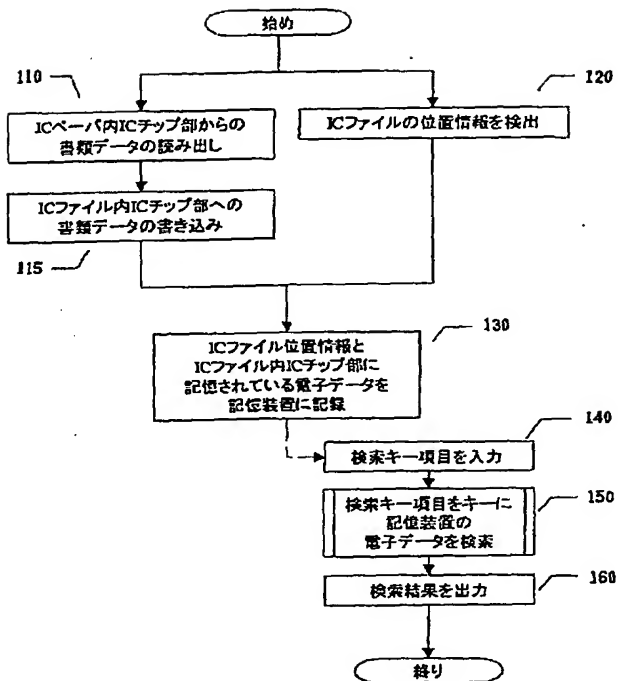 始め
110
ICペーパ内ICチップ部からの
書類データの読み出し
120
ICファイルの位置情報を検出
ICファイル内ICチップ部への
書類データの書き込み
115
130
ICファイル位置情報と
ICファイル内ICチップ部に
記憶されている電子データを
記憶装置に記録
140
検索キー項目を入力
150
検索キー項目をキーに
記憶装置の
電子データを検索
160
検索結果を出力
終り